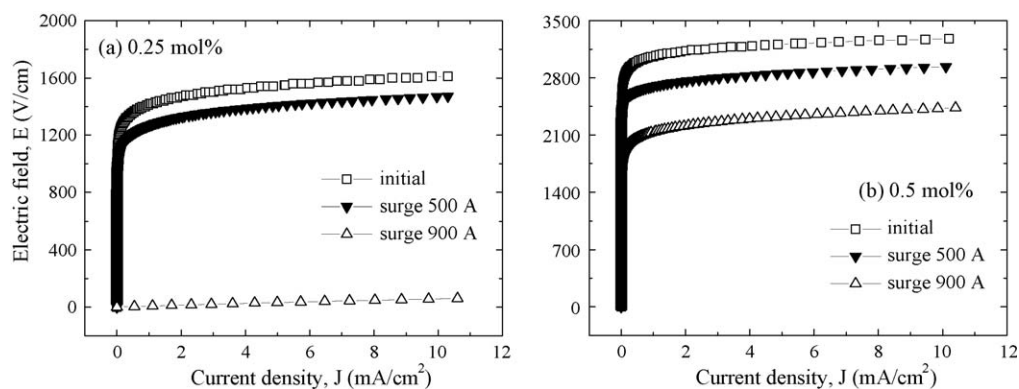 (a) 0.25 mol%
Electric field, E (V/cm)
2000
1600
1200
800
400
0
initial
surge 500 A
surge 900 A
0 2 4 6 8 10 12
Current density, J (mA/cm²)
3600
2700
2100
1400
700
0
(b) 0.5 mol%
initial
surge 500 A
surge 900 A
0 2 4 6 8 10 12
Current density, J (mA/cm²)